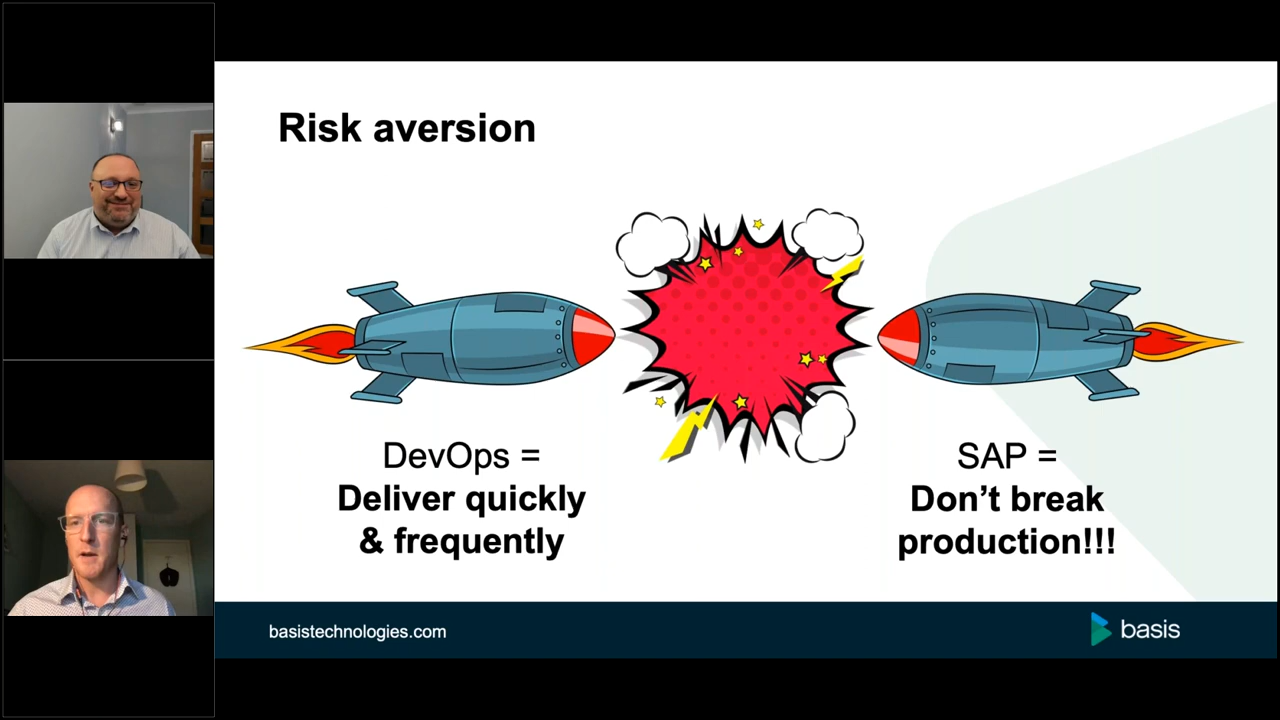 Risk aversion
DevOps =
Deliver quickly
& frequently
SAP =
Don’t break
production!!!
basistechnologies.com
basis